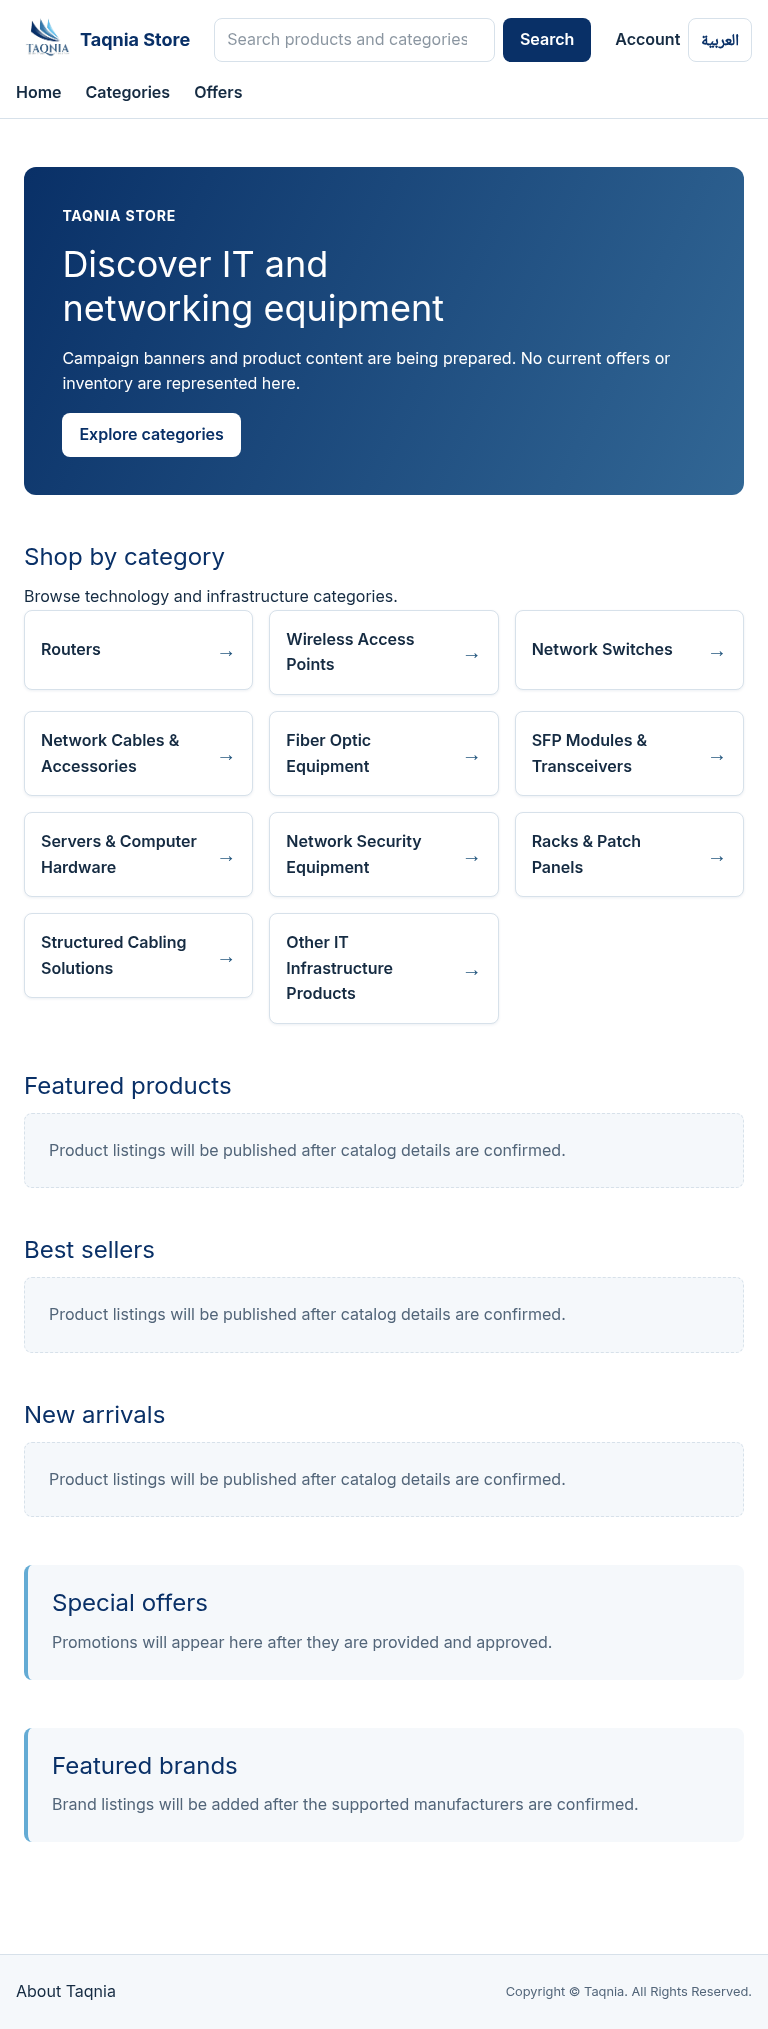 TAQNIA
Taqnia Store
Search products and categories
Search
Account
العربية
Home
Categories
Offers
TAQNIA STORE
Discover IT and
networking equipment
Campaign banners and product content are being prepared. No current offers or
inventory are represented here.
Explore categories
Shop by category
Browse technology and infrastructure categories.
Routers →
Wireless Access
Points →
Network Switches →
Network Cables &
Accessories →
Fiber Optic
Equipment →
SFP Modules &
Transceivers →
Servers & Computer
Hardware →
Network Security
Equipment →
Racks & Patch
Panels →
Structured Cabling
Solutions →
Other IT
Infrastructure
Products →
Featured products
Product listings will be published after catalog details are confirmed.
Best sellers
Product listings will be published after catalog details are confirmed.
New arrivals
Product listings will be published after catalog details are confirmed.
Special offers
Promotions will appear here after they are provided and approved.
Featured brands
Brand listings will be added after the supported manufacturers are confirmed.
About Taqnia
Copyright © Taqnia. All Rights Reserved.